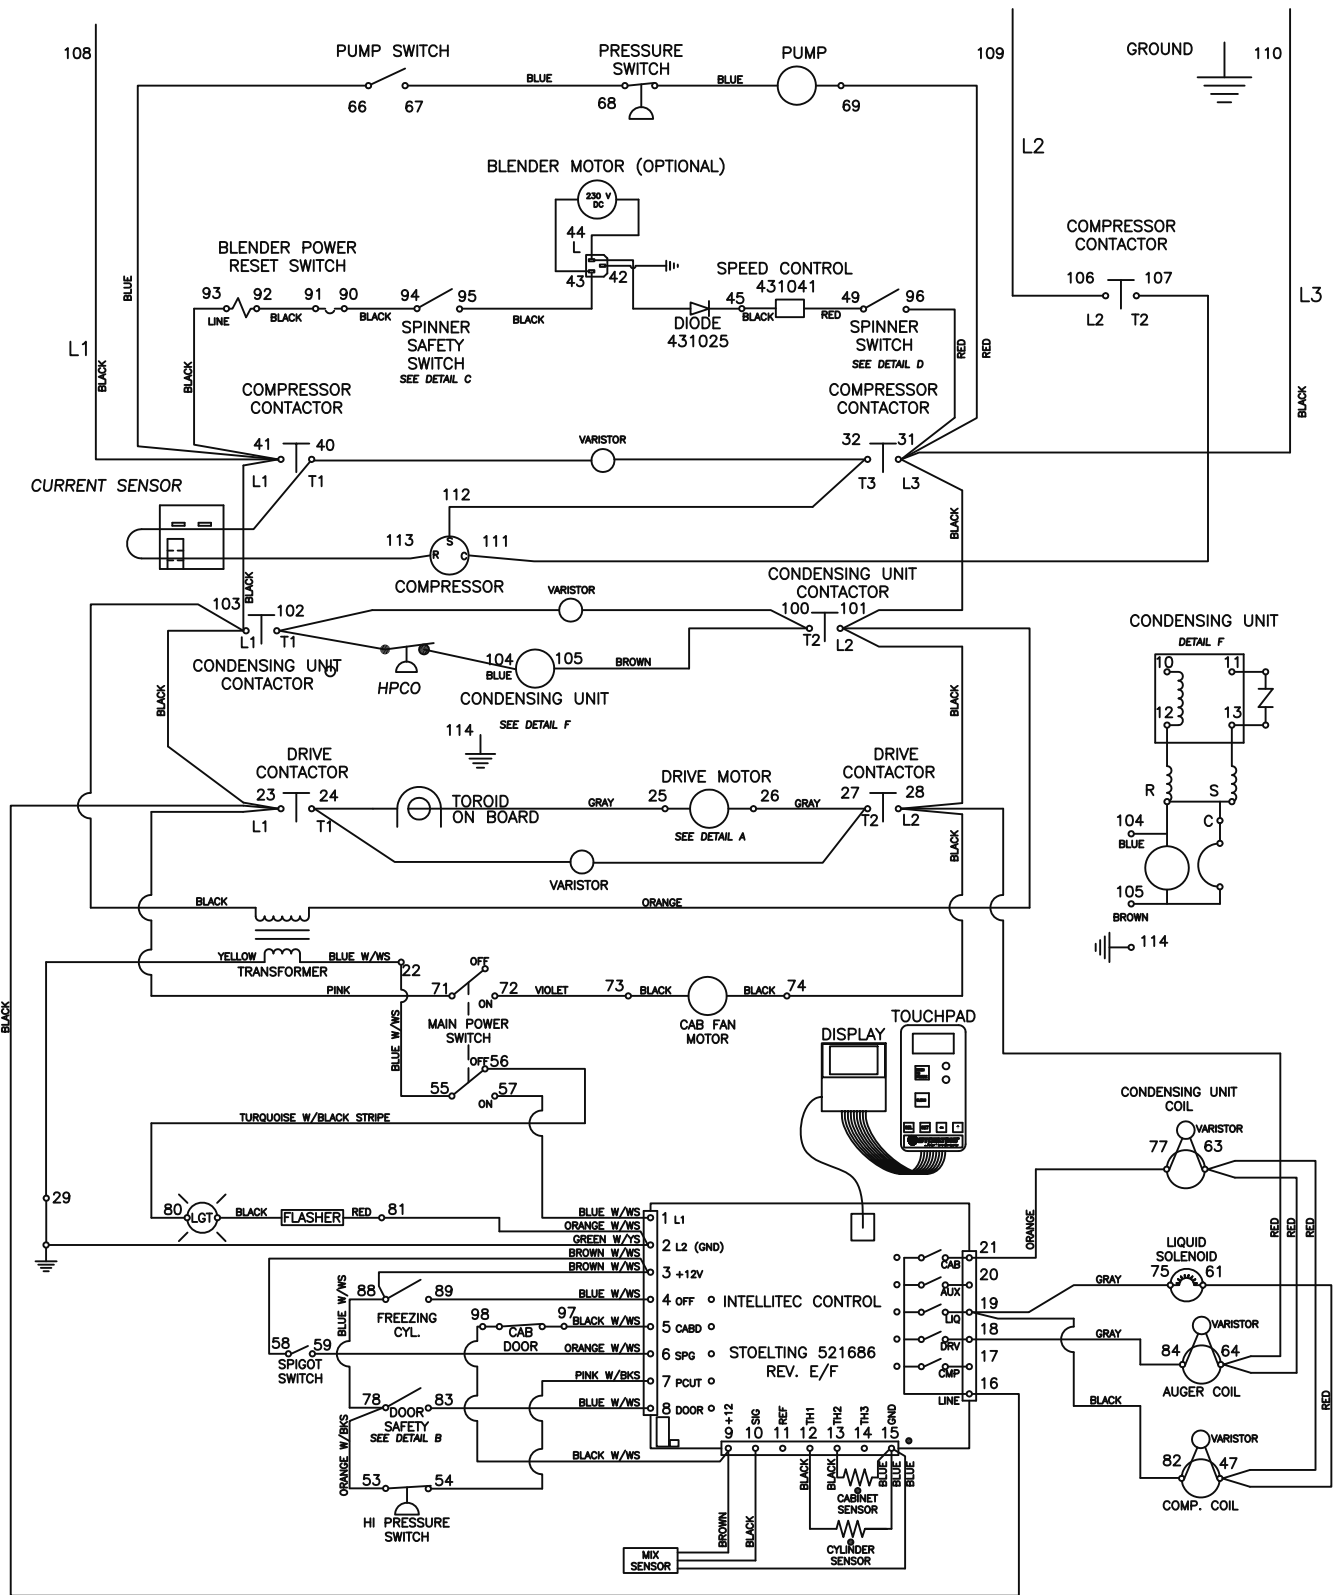 108
PUMP SWITCH
PRESSURE
SWITCH
PUMP
109
GROUND
110
BLUE
BLUE
66
67
68
69
L2
BLENDER MOTOR (OPTIONAL)
230 V
DC
44
L
43
42
COMPRESSOR
CONTACTOR
106
107
L2
T2
BLENDER POWER
RESET SWITCH
SPEED CONTROL
431041
BLUE
93
92
91
90
94
95
45
49
96
LINE
BLACK
BLACK
BLACK
BLACK
RED
SPINNER
SAFETY
SWITCH
SEE DETAIL C
DIODE
431025
SPINNER
SWITCH
SEE DETAIL D
L3
L1
BLACK
BLACK
RED
RED
BLACK
COMPRESSOR
CONTACTOR
COMPRESSOR
CONTACTOR
41
40
VARISTOR
32
31
L1
T1
T3
L3
CURRENT SENSOR
112
BLACK
113
S
111
R
C
COMPRESSOR
BLACK
CONDENSING UNIT
CONTACTOR
VARISTOR
103
102
100
101
L1
T1
T2
L2
CONDENSING UNIT
CONTACTOR
HPCO
104
BLUE
105
BROWN
CONDENSING UNIT
SEE DETAIL F
114
BLACK
BLACK
CONDENSING UNIT
DETAIL F
10
11
12
13
R
S
C
104
BLUE
105
BROWN
114
DRIVE
CONTACTOR
DRIVE MOTOR
DRIVE
CONTACTOR
23
24
TOROID
ON BOARD
GRAY
25
26
GRAY
27
28
L1
T1
SEE DETAIL A
T2
L2
VARISTOR
BLACK
BLACK
ORANGE
YELLOW
BLUE W/WS
TRANSFORMER
22
OFF
PINK
71
72
ON
VIOLET
73
BLACK
BLACK
74
CAB FAN
MOTOR
BLACK
BLUE W/WS
MAIN POWER
SWITCH
OFF
56
55
57
ON
DISPLAY
TOUCHPAD
TURQUOISE W/BLACK STRIPE
CONDENSING UNIT
COIL
VARISTOR
77
63
29
80
LGT
BLACK
FLASHER
RED
81
BLUE W/WS
ORANGE W/WS
GREEN W/YS
BROWN W/WS
BROWN W/WS
BLUE W/WS
BLACK W/WS
ORANGE W/WS
PINK W/BKS
BLUE W/WS
BLACK W/WS
1 L1
2 L2 (GND)
3 +12V
4 OFF
5 CABD
6 SPG
7 PCUT
8 DOOR
INTELLITEC CONTROL
STOELTING 521686
REV. E/F
21
CAB
20
AUX
19
LIQ
18
DRV
17
CMP
16
LINE
ORANGE
RED
RED
RED
LIQUID
SOLENOID
GRAY
75
61
GRAY
VARISTOR
84
64
AUGER COIL
BLACK
RED
VARISTOR
82
47
COMP. COIL
BLUE W/WS
88
89
FREEZING
CYL.
98
97
CAB
DOOR
58
59
SPIGOT
SWITCH
78
83
DOOR
SAFETY
SEE DETAIL B
ORANGE W/BKS
53
54
HI PRESSURE
SWITCH
+12
SIG
REF
TH1
TH2
TH3
GND
9
10
11
12
13
14
15
BLACK
BLACK
BLUE
BLUE
BLUE
CABINET
SENSOR
BROWN
BLACK
CYLINDER
SENSOR
MIX
SENSOR